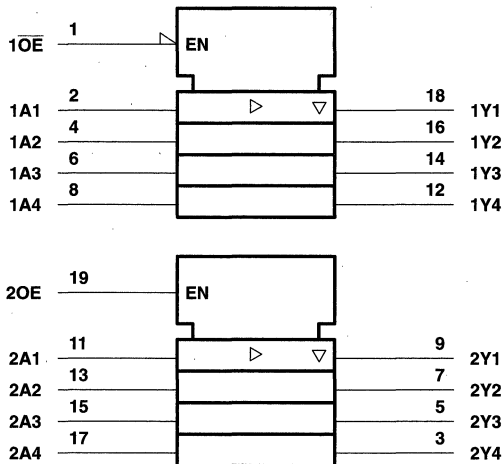 1OE 1 EN
1A1 2 18 1Y1
1A2 4 16 1Y2
1A3 6 14 1Y3
1A4 8 12 1Y4
2OE 19 EN
2A1 11 9 2Y1
2A2 13 7 2Y2
2A3 15 5 2Y3
2A4 17 3 2Y4